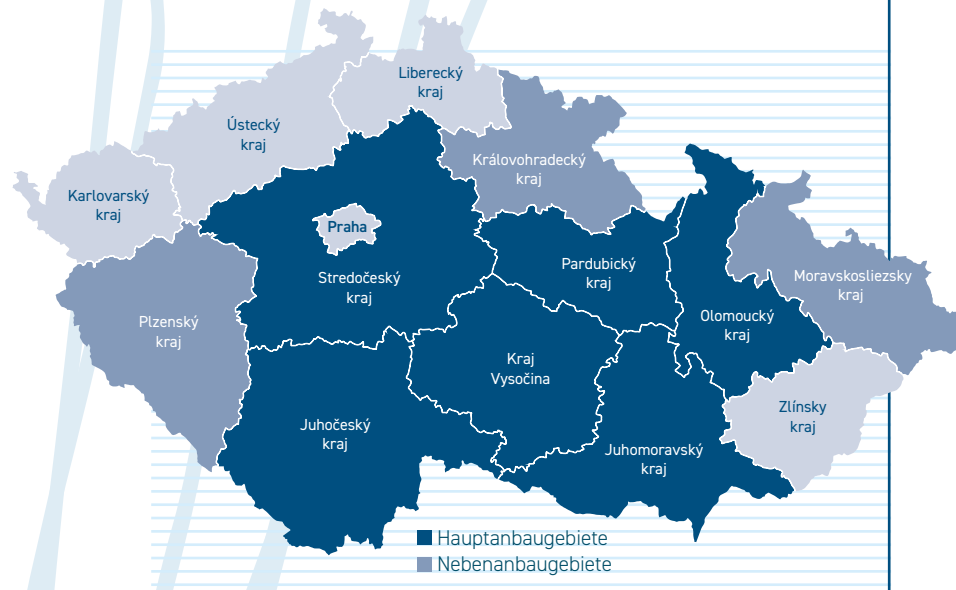 Liberecký
kraj
Ústecký
kraj
Královohradecký
kraj
Karlovarský
kraj
Praha
Stredočeský
kraj
Pardubický
kraj
Moravskosliezsky
kraj
Plzenský
kraj
Olomoucký
kraj
Kraj
Vysočina
Zlínsky
kraj
Juhočeský
kraj
Juhomoravský
kraj
Hauptanbaugebiete
Nebenanbaugebiete